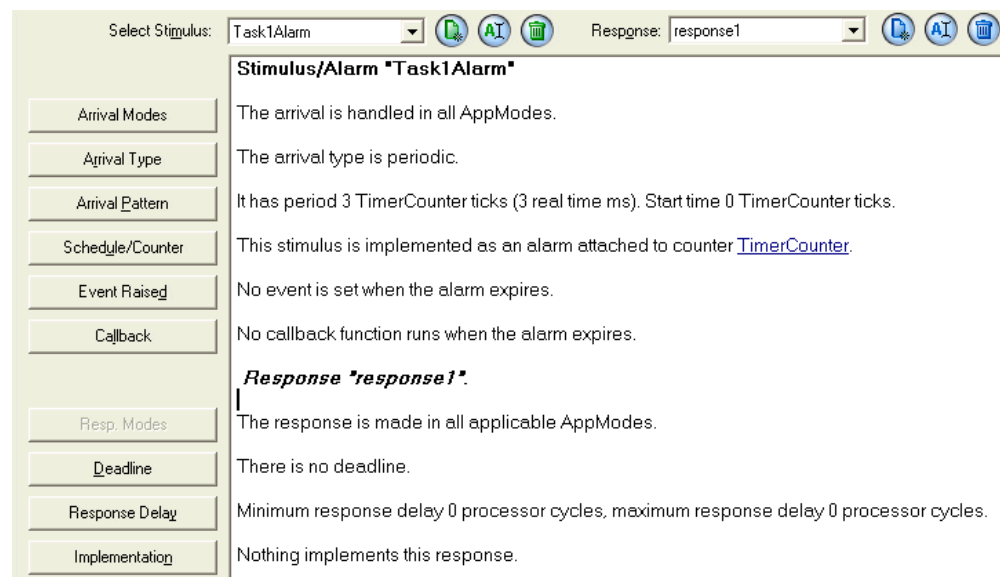 Select Stimulus: Task1Alarm AI Response: response1 AI
Stimulus/Alarm "Task1Alarm"
Arrival Modes The arrival is handled in all AppModes.
Arrival Type The arrival type is periodic.
Arrival Pattern It has period 3 TimerCounter ticks (3 real time ms). Start time 0 TimerCounter ticks.
Schedule/Counter This stimulus is implemented as an alarm attached to counter TimerCounter.
Event Raised No event is set when the alarm expires.
Callback No callback function runs when the alarm expires.
Response "response1".
Resp. Modes The response is made in all applicable AppModes.
Deadline There is no deadline.
Response Delay Minimum response delay 0 processor cycles, maximum response delay 0 processor cycles.
Implementation Nothing implements this response.